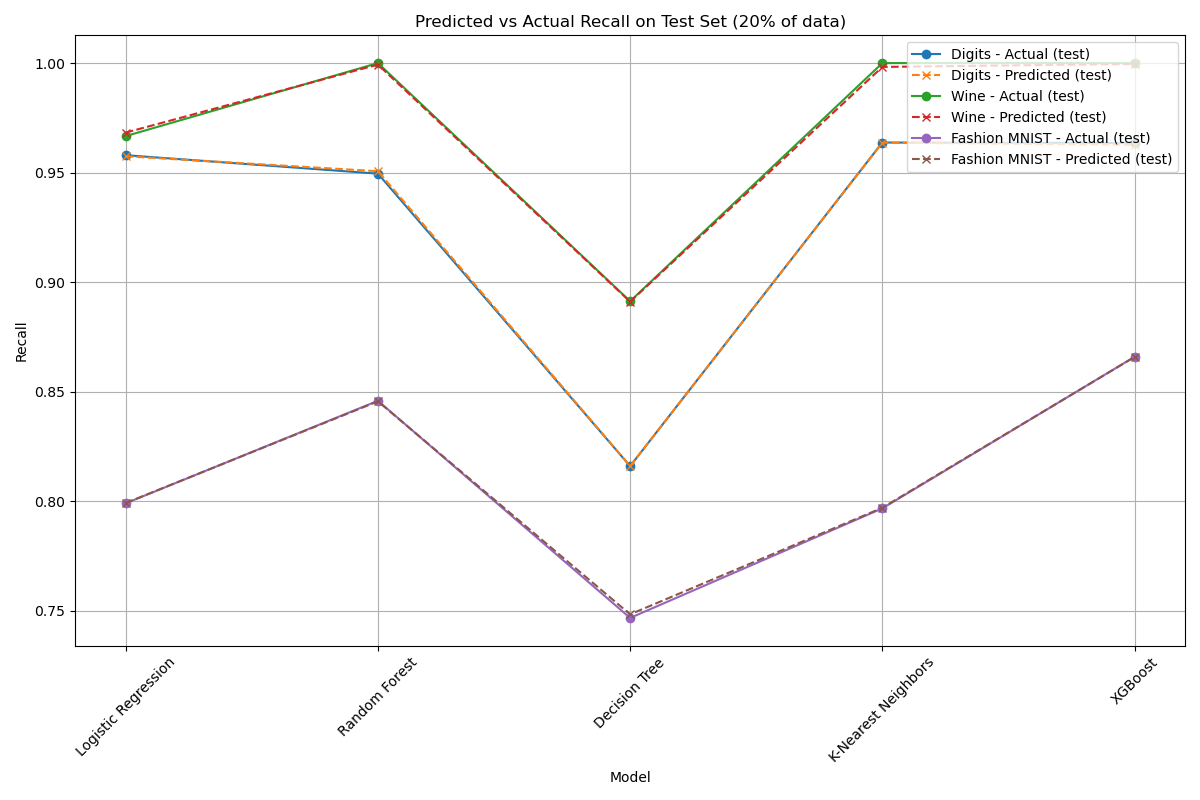 Predicted vs Actual Recall on Test Set (20% of data)
Digits - Actual (test)
Digits - Predicted (test)
Wine - Actual (test)
Wine - Predicted (test)
Fashion MNIST - Actual (test)
Fashion MNIST - Predicted (test)
1.00
0.95
0.90
0.85
0.80
0.75
Recall
Logistic Regression
Random Forest
Decision Tree
K-Nearest Neighbors
XGBoost
Model